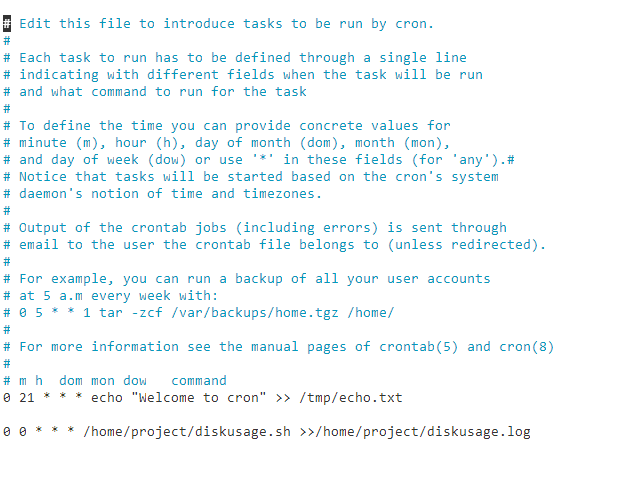 # Edit this file to introduce tasks to be run by cron.
#
# Each task to run has to be defined through a single line
# indicating with different fields when the task will be run
# and what command to run for the task
#
# To define the time you can provide concrete values for
# minute (m), hour (h), day of month (dom), month (mon),
# and day of week (dow) or use '*' in these fields (for 'any').#
# Notice that tasks will be started based on the cron's system
# daemon's notion of time and timezones.
#
# Output of the crontab jobs (including errors) is sent through
# email to the user the crontab file belongs to (unless redirected).
#
# For example, you can run a backup of all your user accounts
# at 5 a.m every week with:
# 0 5 * * 1 tar -zcf /var/backups/home.tgz /home/
#
# For more information see the manual pages of crontab(5) and cron(8)
#
# m h  dom mon dow   command
0 21 * * * echo "Welcome to cron" >> /tmp/echo.txt

0 0 * * * /home/project/diskusage.sh >>/home/project/diskusage.log